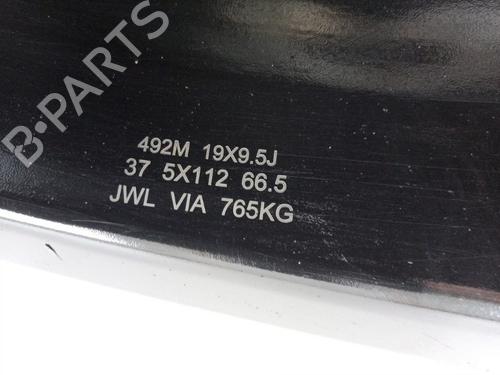 B-PARTS
492M 19X9.5J
37 5X112 66.5
JWL VIA 765KG